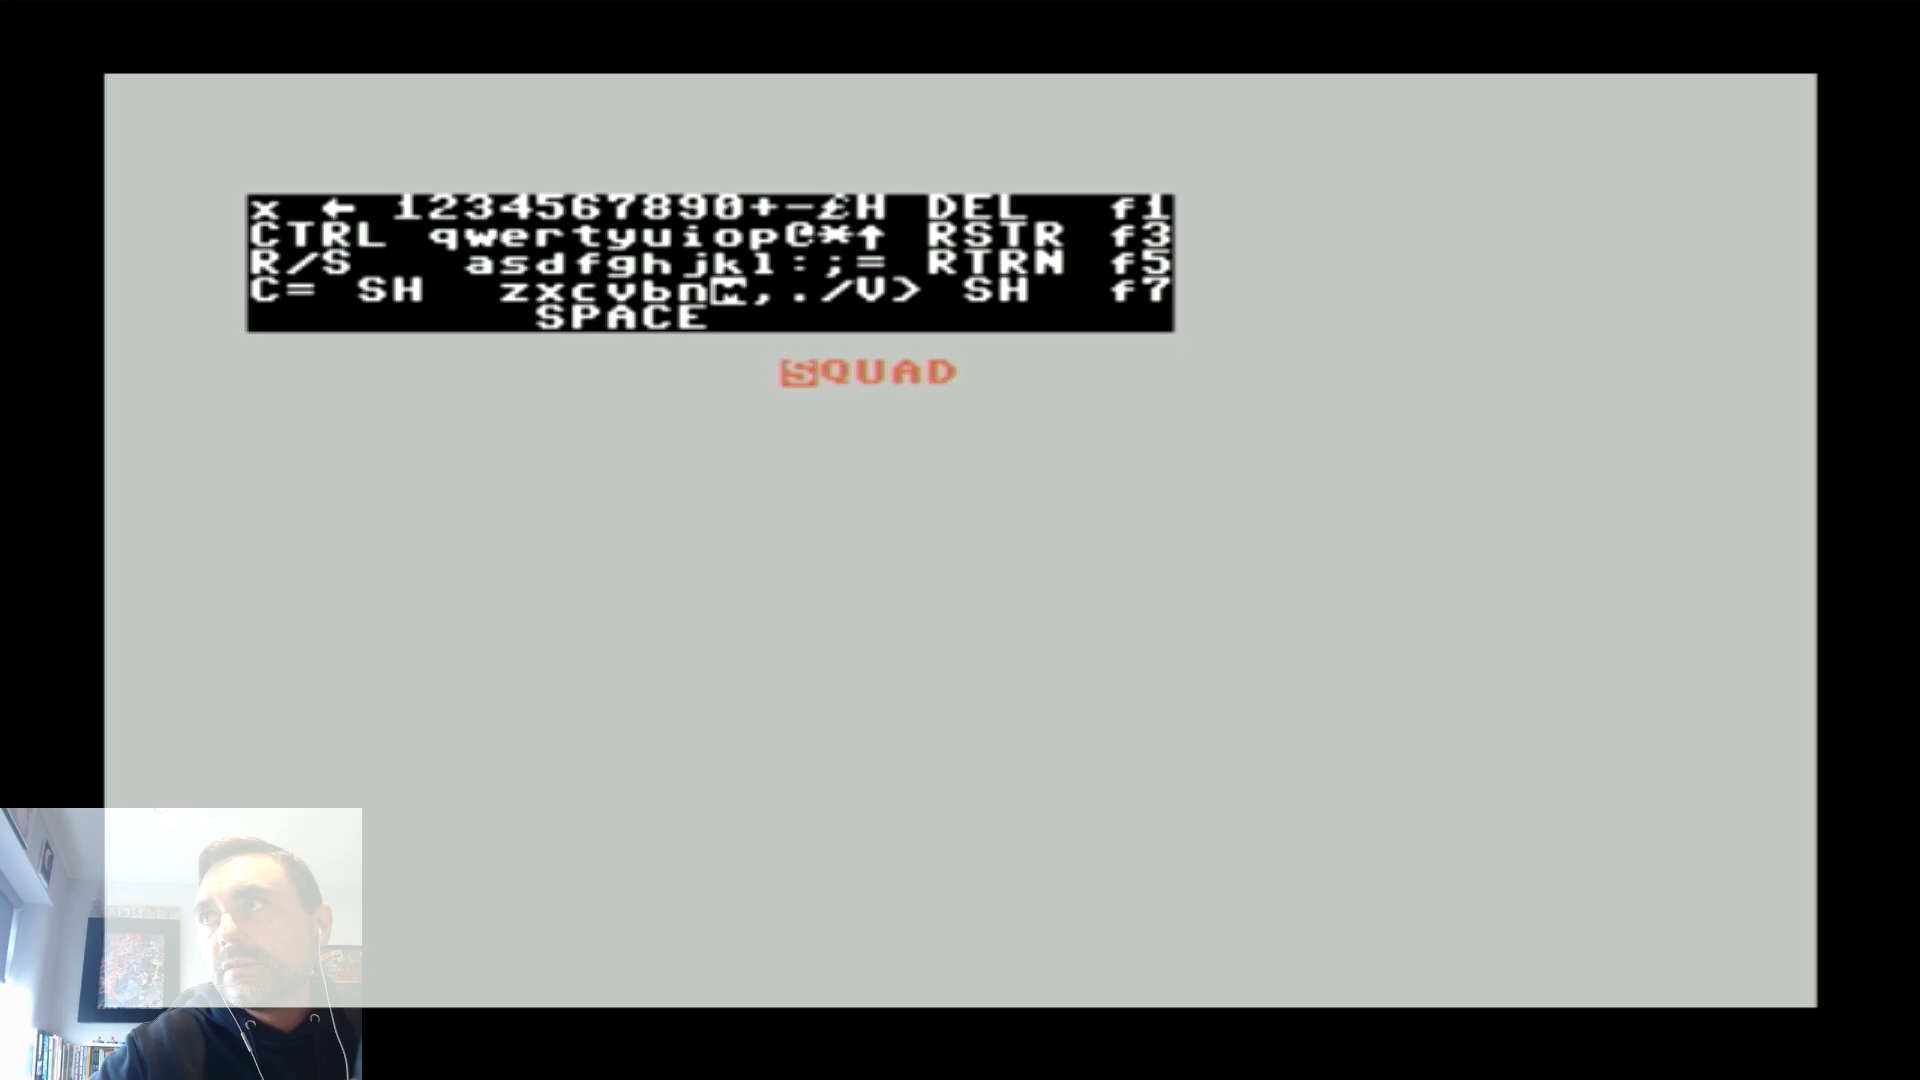 x ← 1234567890+-£H DEL f1
CTRL qwertyuiop@*↑ RSTR f3
R/S asdfghjkl:;= RTRN f5
C= SH zxcvbnm,./V> SH f7
SPACE
SQUAD